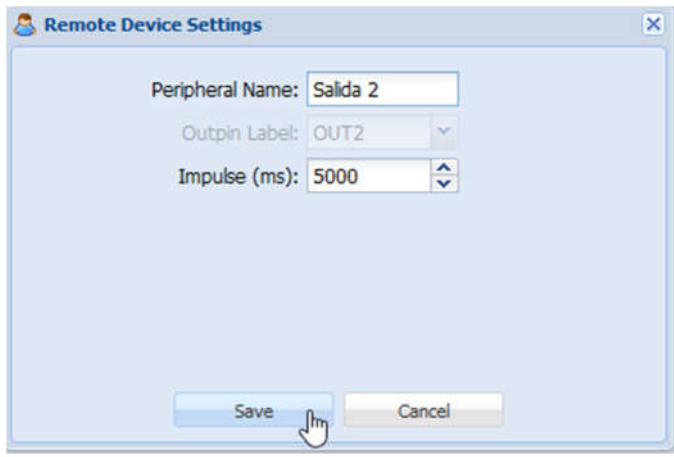 Remote Device Settings
Peripheral Name: Salida 2
Outpin Label: OUT2
Impulse (ms): 5000
Save Cancel